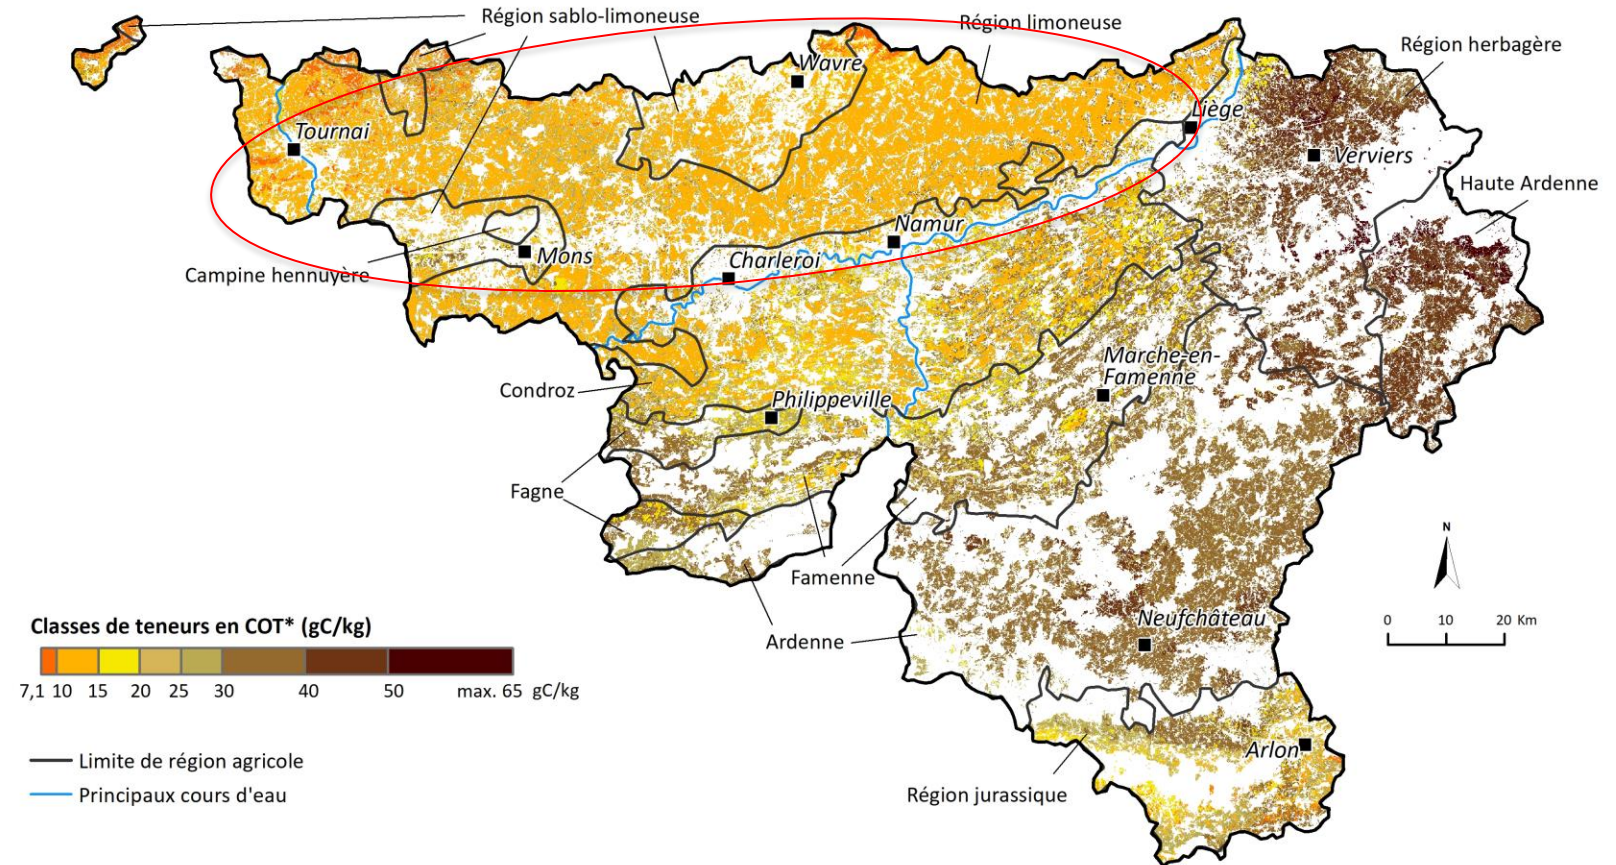 Région sablo-limoneuse
Région limoneuse
Région herbagère
Wavre
Liège
Tournai
Verviers
Haute Ardenne
Namur
Mons
Charleroi
Campine hennuyère
Marche-en-
Famenne
Condroz
Philippeville
Fagne
N
Famenne
Neufchâteau
0 10 20 Km
Classes de teneurs en COT* (gC/kg)
Ardenne
7,1 10 15 20 25 30 40 50 max. 65 gC/kg
Arlon
Limite de région agricole
Principaux cours d'eau
Région jurassique